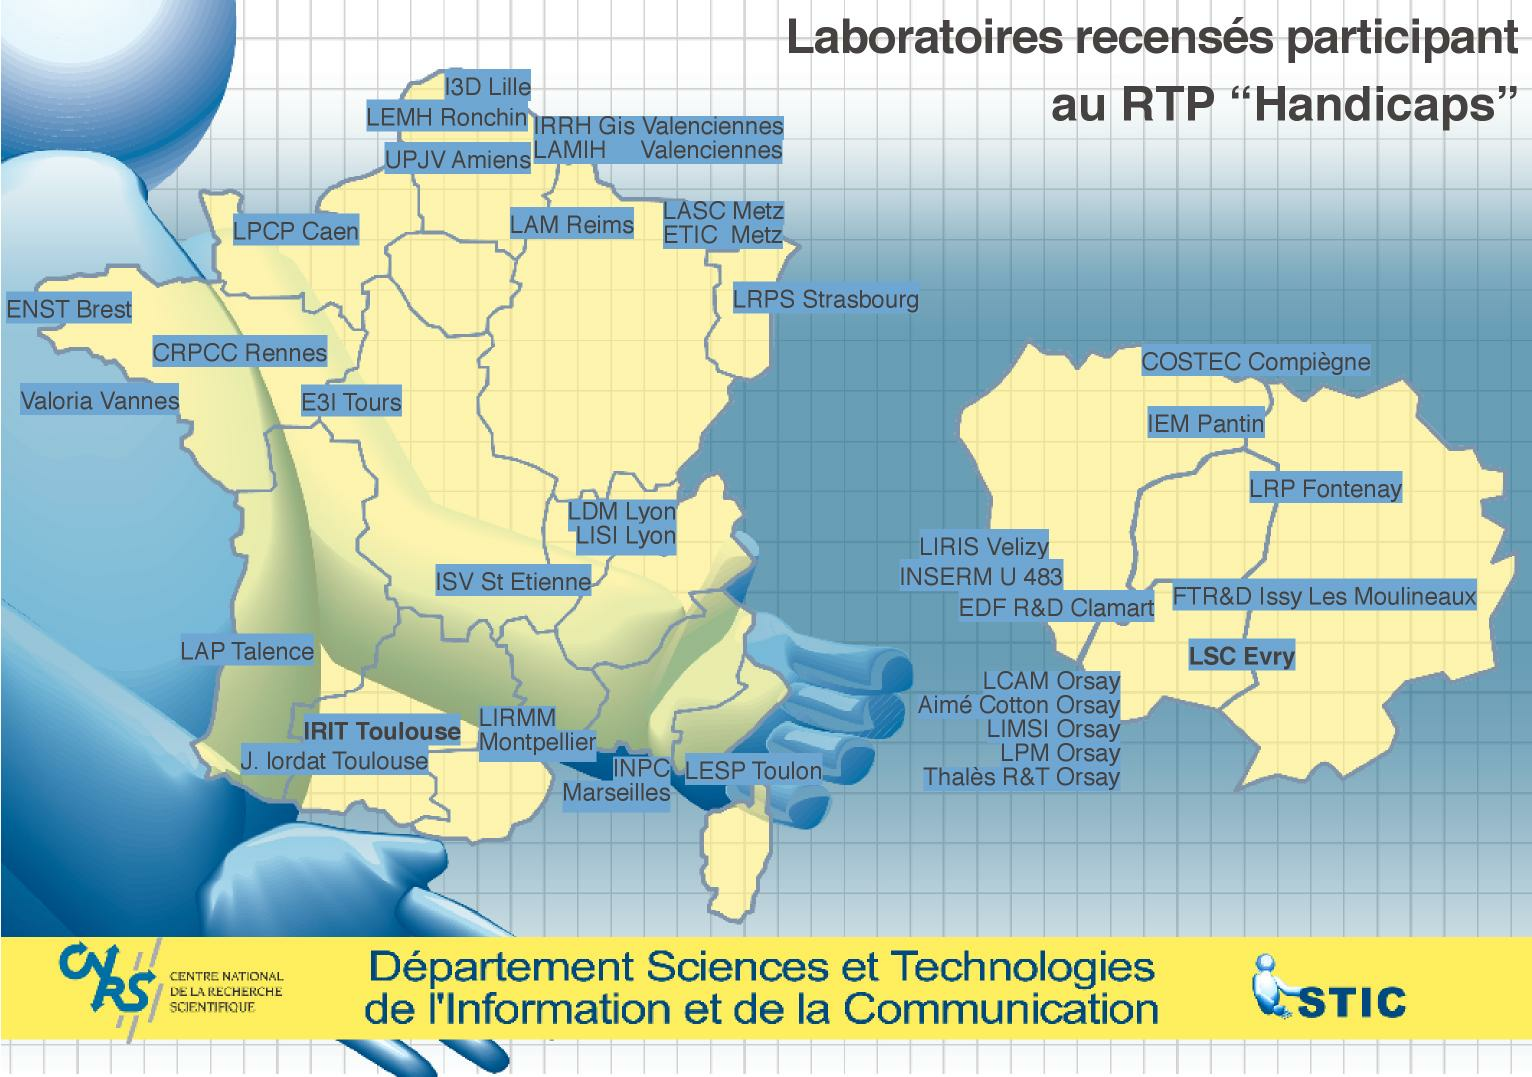 Laboratoires recensés participant
au RTP “Handicaps”
I3D Lille
LEMH Ronchin
IRRH Gis Valenciennes
LAMIH Valenciennes
UPJV Amiens
LPCP Caen
LAM Reims
LASC Metz
ETIC Metz
LRPS Strasbourg
ENST Brest
CRPCC Rennes
Valoria Vannes
E3I Tours
LDM Lyon
LISI Lyon
ISV St Etienne
LAP Talence
IRIT Toulouse
J. lordat Toulouse
LIRMM
Montpellier
INPC
Marseilles
LESP Toulon
COSTEC Compiègne
IEM Pantin
LRP Fontenay
LIRIS Velizy
INSERM U 483
EDF R&D Clamart
FTR&D Issy Les Moulineaux
LSC Evry
LCAM Orsay
Aimé Cotton Orsay
LIMSI Orsay
LPM Orsay
Thalès R&T Orsay
CNRS
CENTRE NATIONAL
DE LA RECHERCHE
SCIENTIFIQUE
Département Sciences et Technologies
de l'Information et de la Communication
STIC